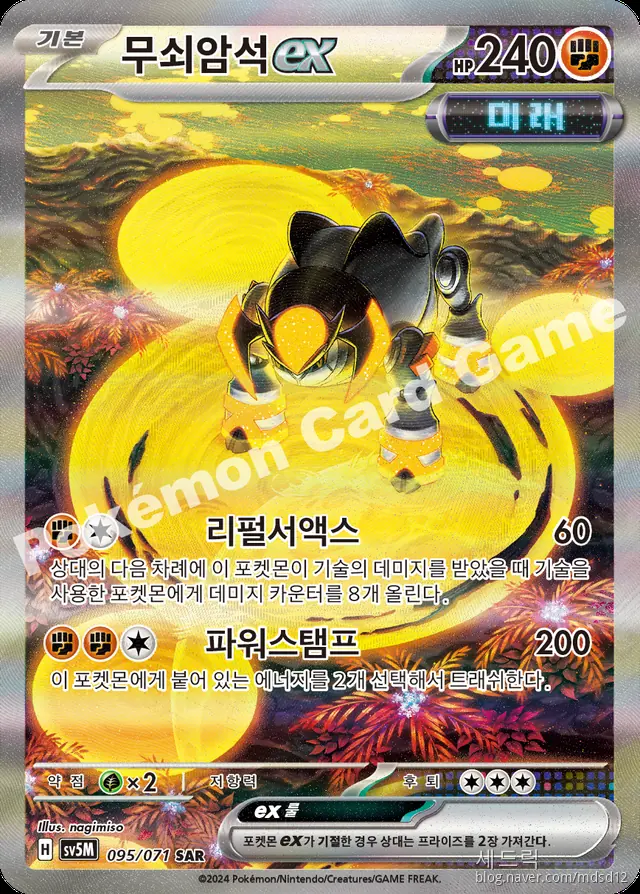 기본 무쇠암석ex HP240
미래
Pokémon Card Game
리펄서액스 60
상대의 다음 차례에 이 포켓몬이 기술의 데미지를 받았을 때 기술을
사용한 포켓몬에게 데미지 카운터를 8개 올린다.
파워스탬프 200
이 포켓몬에게 붙어 있는 에너지를 2개 선택해서 트래쉬한다.
약점 ×2 저항력 후퇴
ex 룰
포켓몬 ex가 기절한 경우 상대는 프라이즈를 2장 가져간다.
Illus. nagimiso
H sv5M 095/071 SAR
©2024 Pokémon/Nintendo/Creatures/GAME FREAK.
세드릭
blog.naver.com/mdsd12